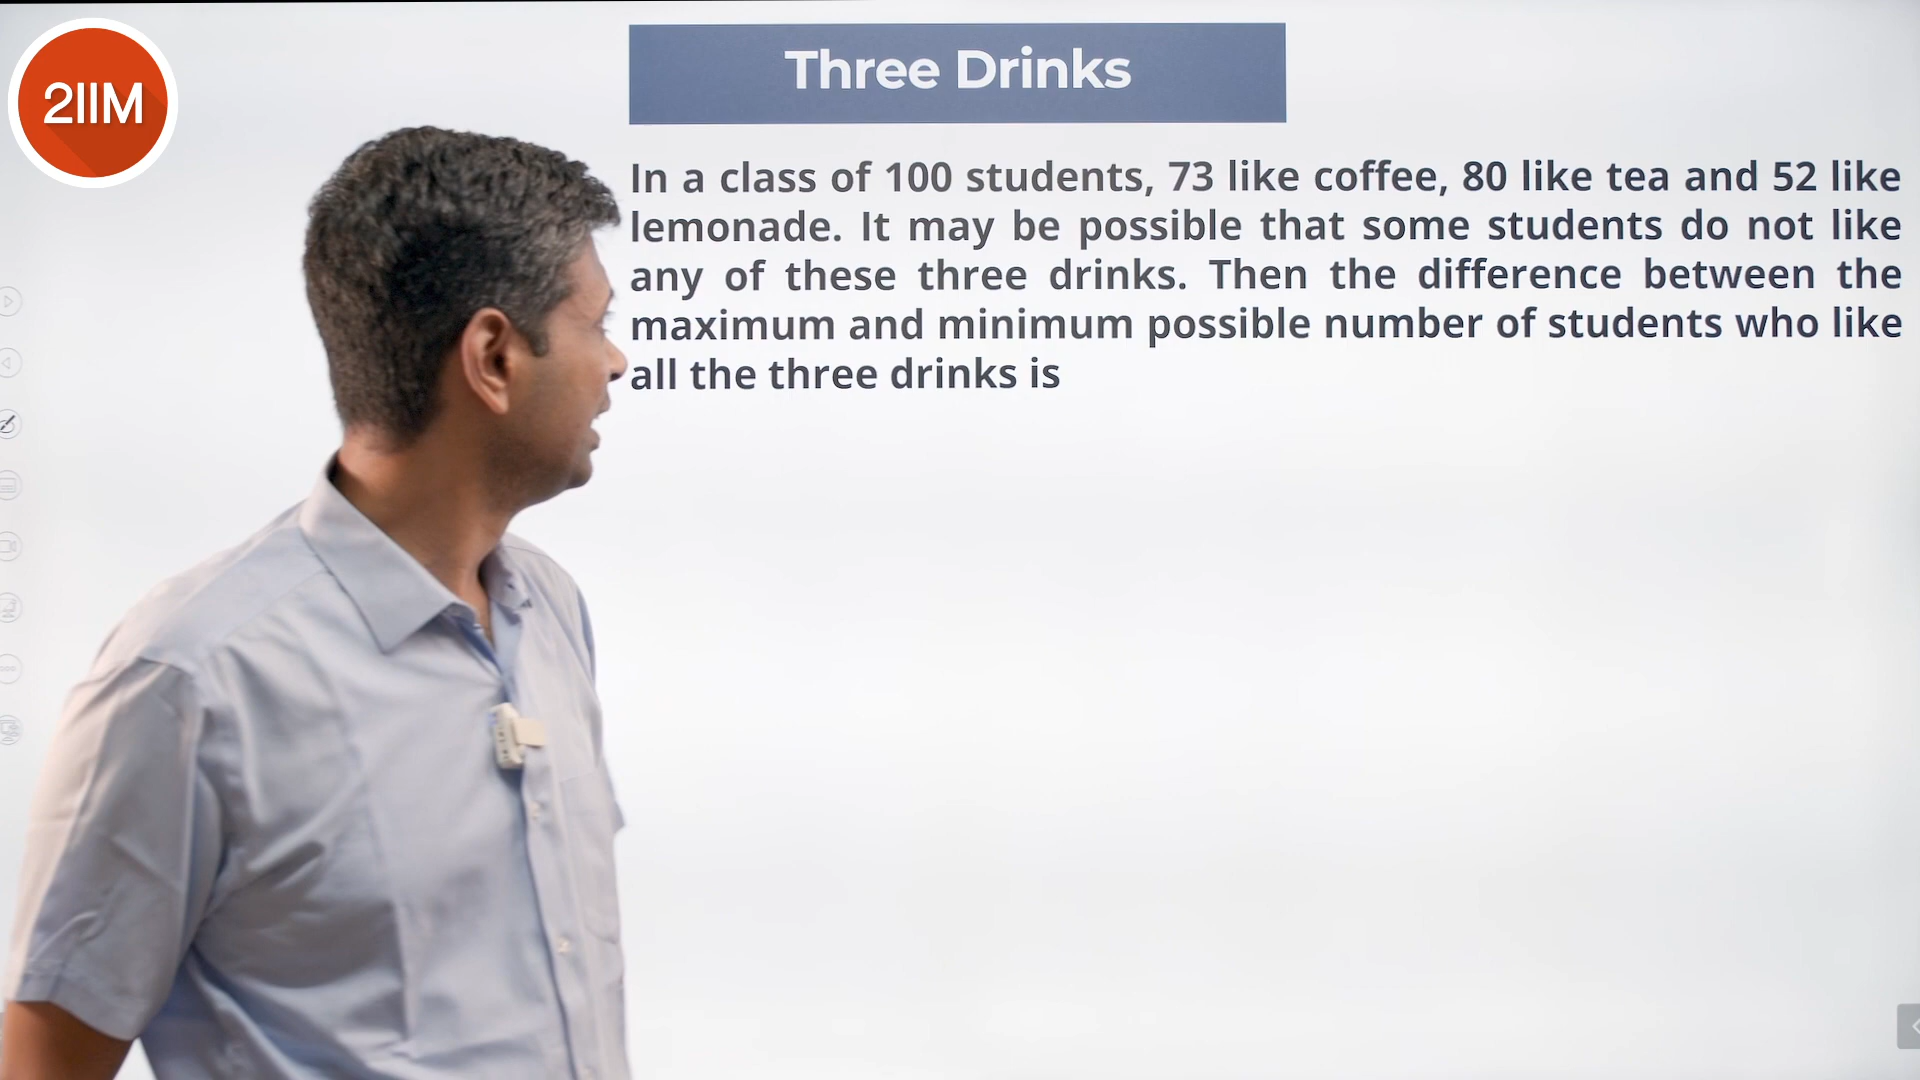 2IIM
Three Drinks
In a class of 100 students, 73 like coffee, 80 like tea and 52 like
lemonade. It may be possible that some students do not like
any of these three drinks. Then the difference between the
maximum and minimum possible number of students who like
all the three drinks is